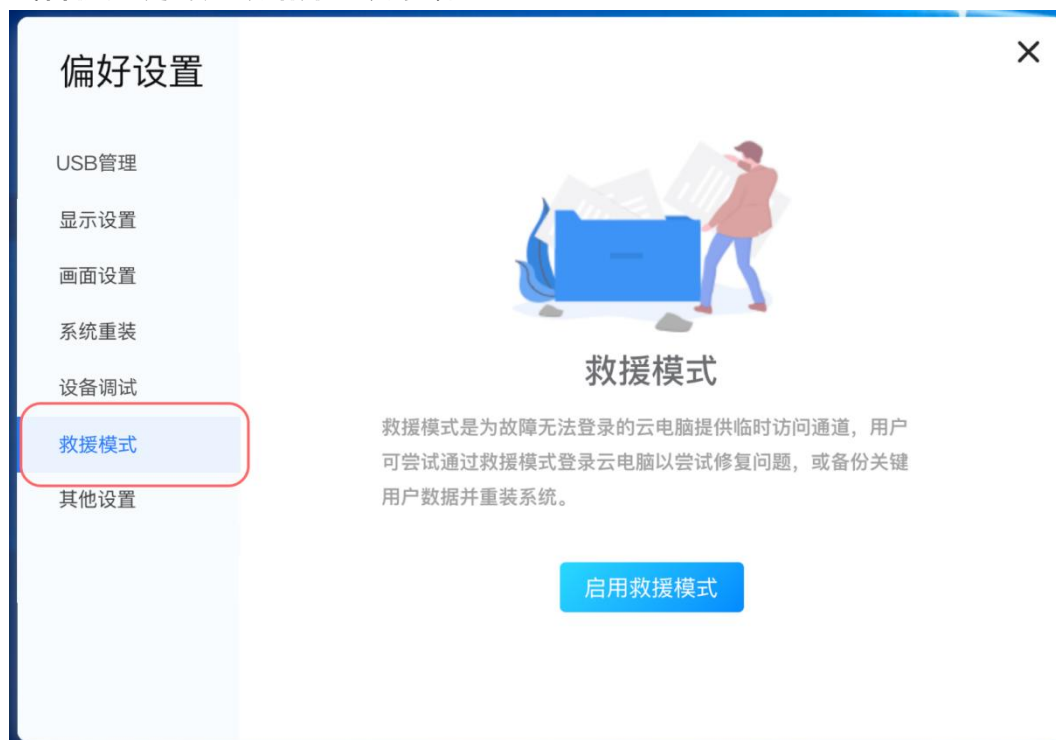 偏好设置
USB管理
显示设置
画面设置
系统重装
设备调试
救援模式
其他设置
救援模式
救援模式是为故障无法登录的云电脑提供临时访问通道，用户
可尝试通过救援模式登录云电脑以尝试修复问题，或备份关键
用户数据并重装系统。
启用救援模式